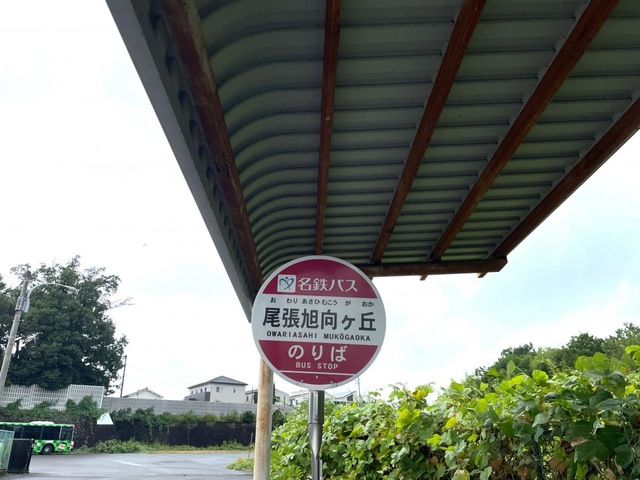 名鉄バス
おわり あさひ むこう が おか
尾張旭向ヶ丘
OWARIASAHI MUKŌGAOKA
のりば
BUS STOP